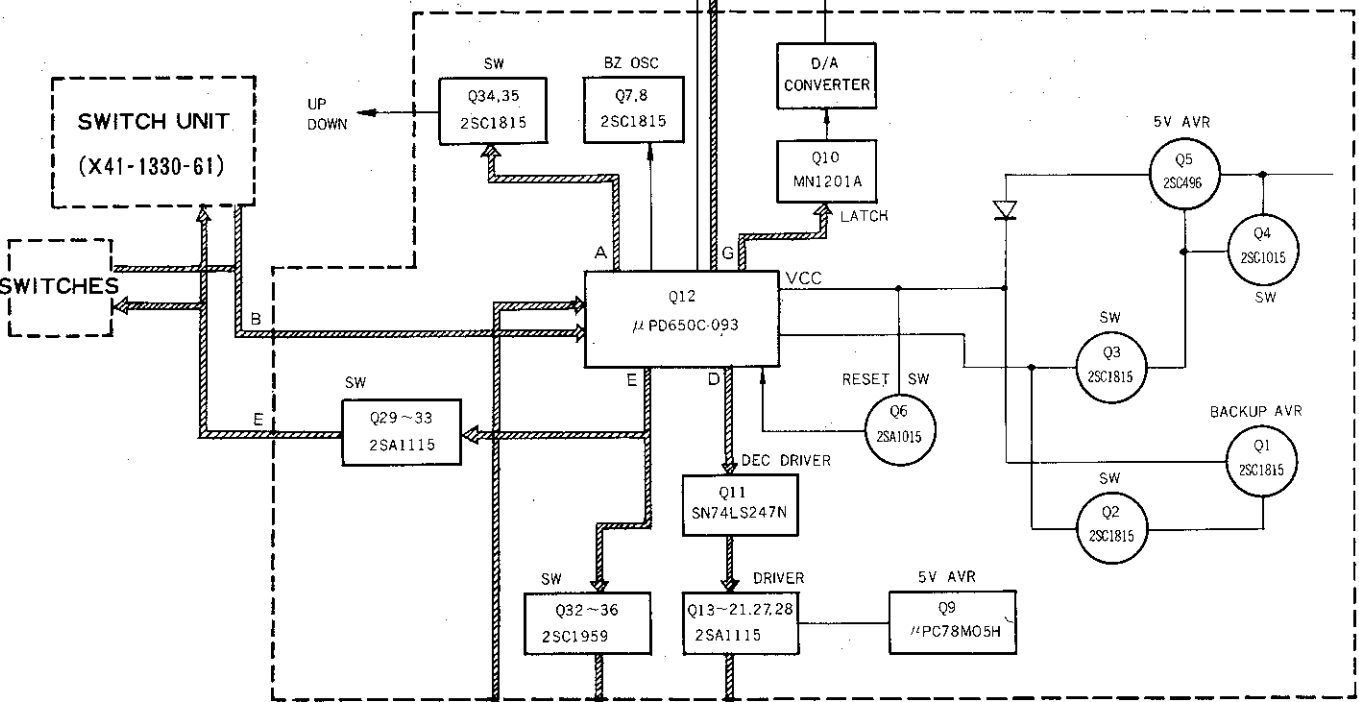 SW
BZ OSC
D/A
CONVERTER
Q34,35
2SC1815
Q7,8
2SC1815
UP
DOWN
SWITCH UNIT
(X41-1330-61)
5V AVR
Q5
2SC496
Q10
MN1201A
LATCH
Q4
2SC1015
SW
A
G
SWITCHES
VCC
Q12
μPD650C-093
B
SW
Q3
2SC1815
E
D
RESET SW
Q6
2SA1015
SW
E
Q29~33
2SA1115
BACKUP AVR
Q1
2SC1815
DEC DRIVER
Q11
SN74LS247N
SW
Q2
2SC1815
SW
DRIVER
5V AVR
Q32~36
2SC1959
Q13~21.27,28
2SA1115
Q9
μPC78M05H